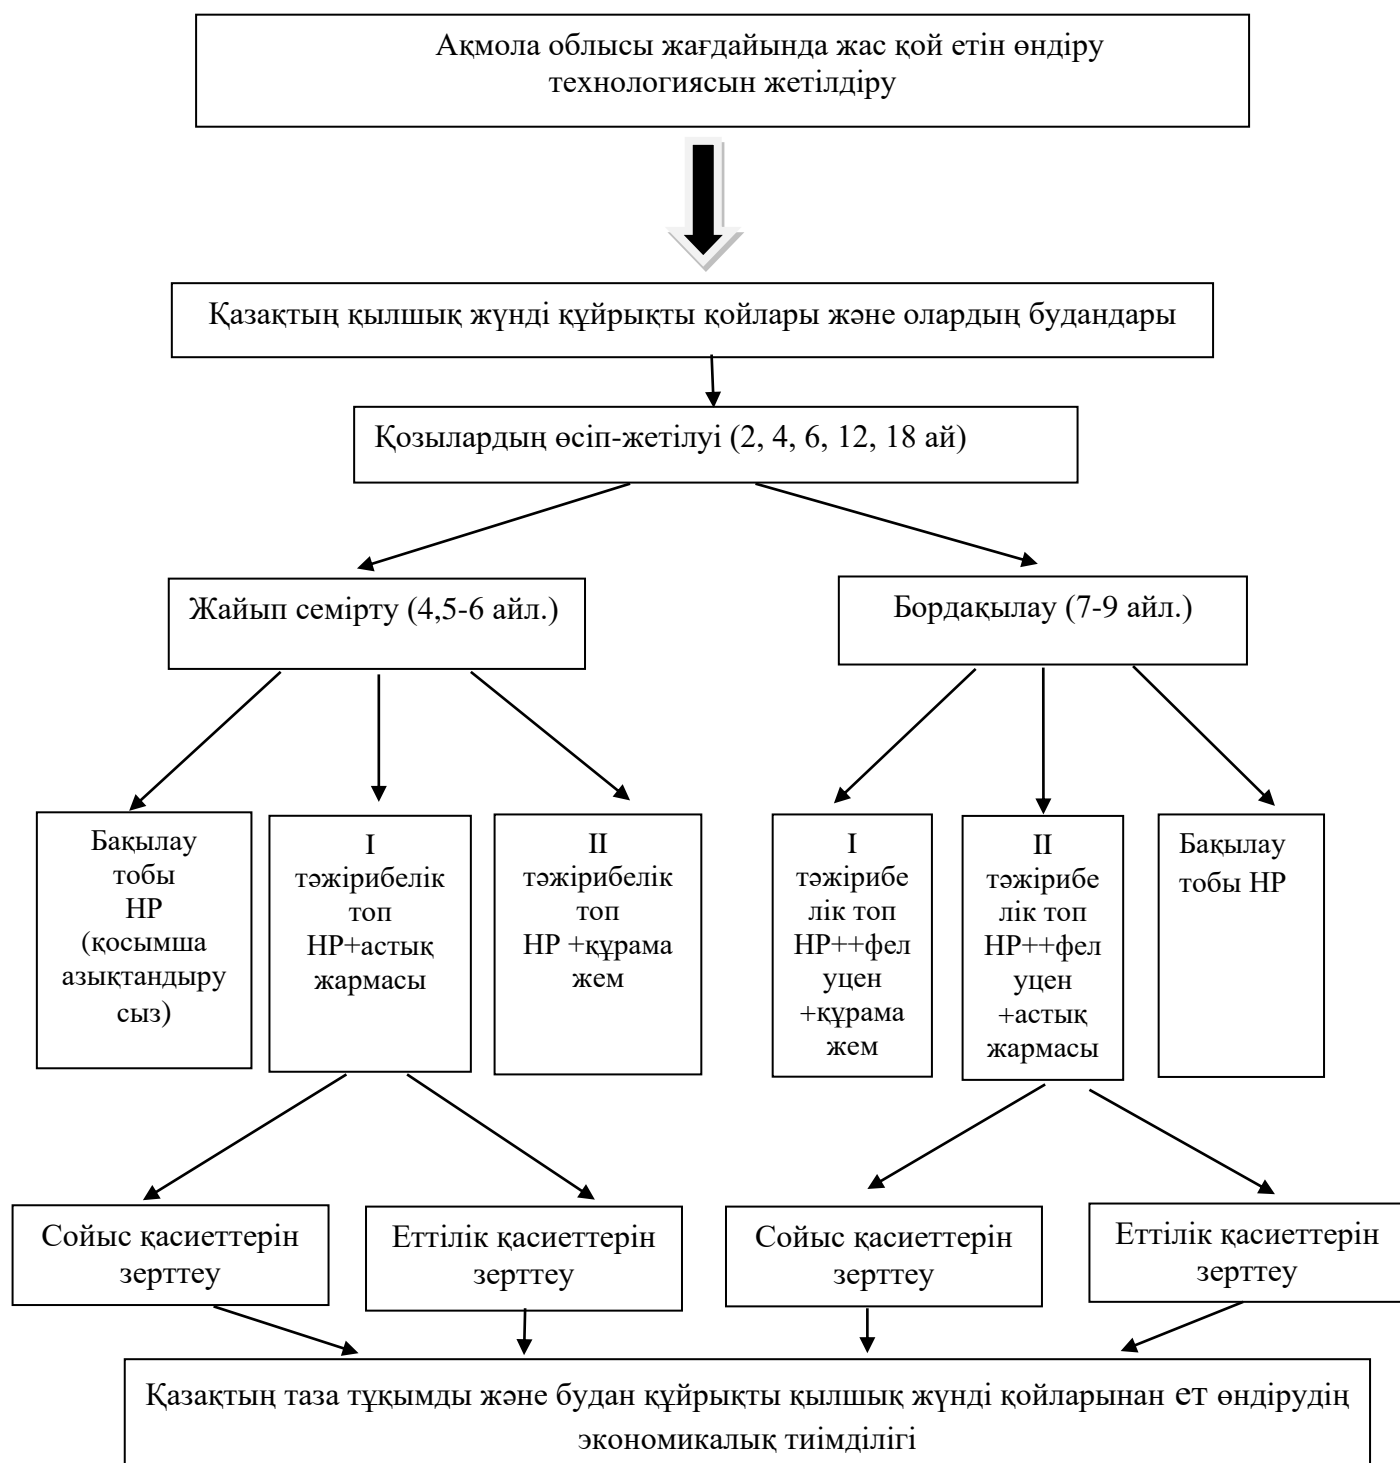 Ақмола облысы жағдайында жас қой етін өндіру
технологиясын жетілдіру
Қазақтың қылшық жүнді құйрықты қойлары және олардың будандары
Қозылардың өсіп-жетілуі (2, 4, 6, 12, 18 ай)
Жайып семірту (4,5-6 айл.)
Бордақылау (7-9 айл.)
Бақылау
тобы
НР
(қосымша
азықтандыру
сыз)
І
тәжірибелік
топ
НР+астық
жармасы
ІІ
тәжірибелік
топ
НР +құрама
жем
І
тәжірибе
лік топ
НР++фел
уцен
+құрама
жем
ІІ
тәжірибе
лік топ
НР++фел
уцен
+астық
жармасы
Бақылау
тобы НР
Сойыс қасиеттерін
зерттеу
Еттілік қасиеттерін
зерттеу
Сойыс қасиеттерін
зерттеу
Еттілік қасиеттерін
зерттеу
Қазақтың таза тұқымды және будан құйрықты қылшық жүнді қойларынан ет өндірудің
экономикалық тиімділігі